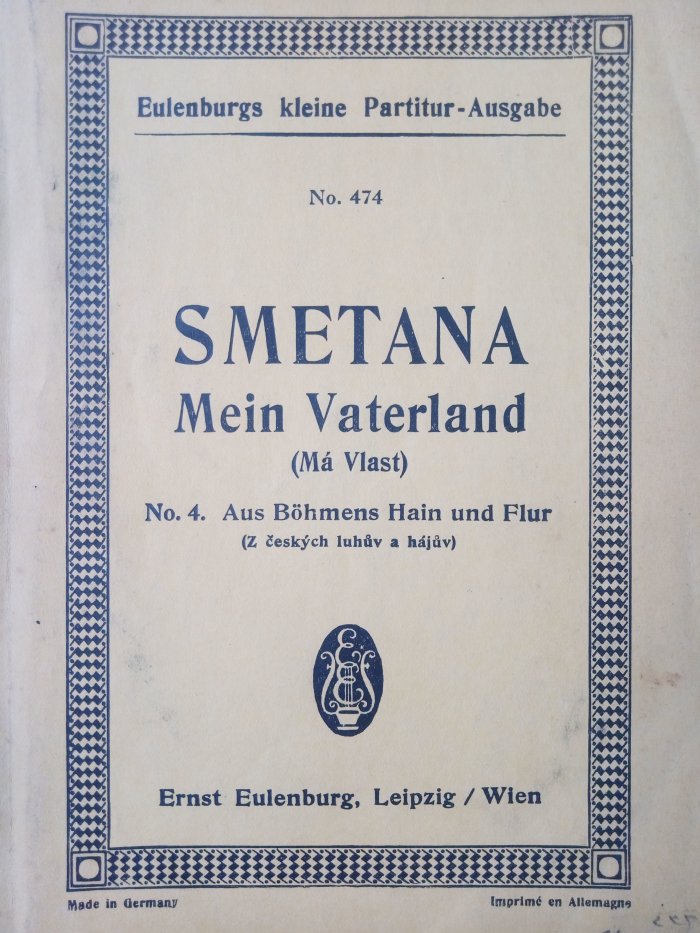 Eulenburgs kleine Partitur-Ausgabe
No. 474
SMETANA
Mein Vaterland
(Má Vlast)
No. 4. Aus Böhmens Hain und Flur
(Z českých luhův a hájův)
Ernst Eulenburg, Leipzig / Wien
Made in Germany
Imprimé en Allemagne